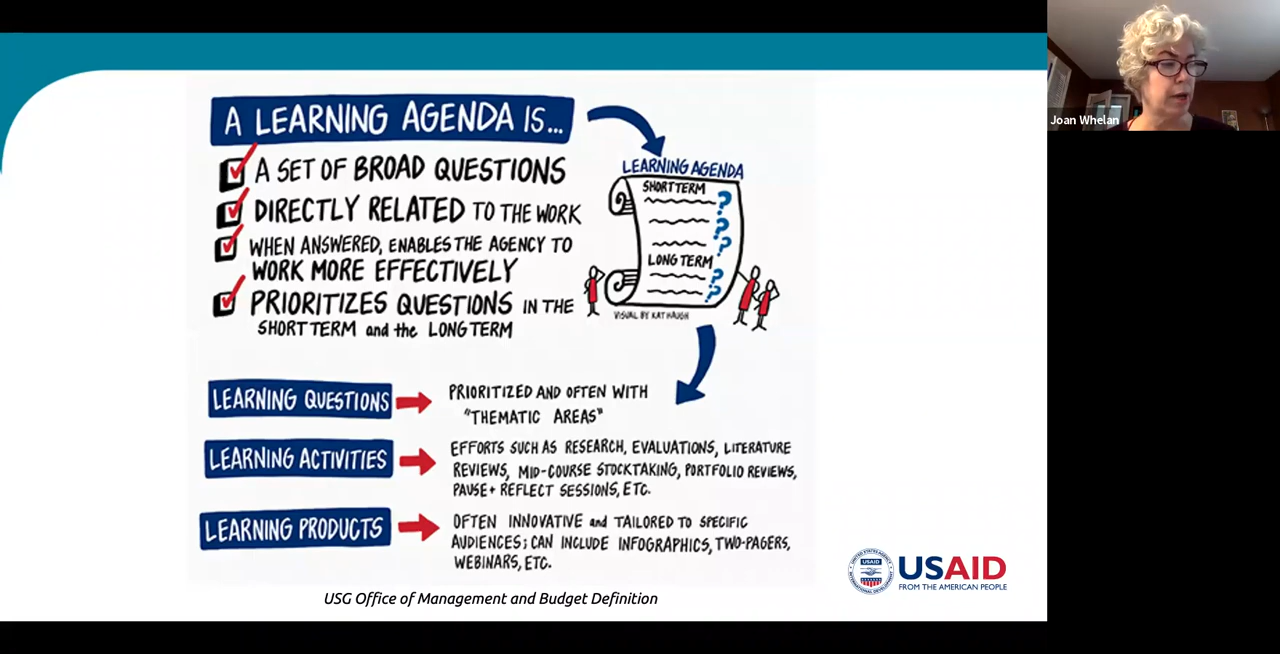 A LEARNING AGENDA IS...
A SET OF BROAD QUESTIONS
DIRECTLY RELATED TO THE WORK
WHEN ANSWERED, ENABLES THE AGENCY TO
WORK MORE EFFECTIVELY
PRIORITIZES QUESTIONS IN THE
SHORT TERM and the LONG TERM
LEARNING AGENDA
SHORT TERM
?
?
?
LONG TERM
?
?
VISUAL BY KAT HAUGH
LEARNING QUESTIONS
PRIORITIZED AND OFTEN WITH
"THEMATIC AREAS"
LEARNING ACTIVITIES
EFFORTS SUCH AS RESEARCH, EVALUATIONS, LITERATURE
REVIEWS, MID-COURSE STOCKTAKING, PORTFOLIO REVIEWS,
PAUSE + REFLECT SESSIONS, ETC.
LEARNING PRODUCTS
OFTEN INNOVATIVE and TAILORED TO SPECIFIC
AUDIENCES; CAN INCLUDE INFOGRAPHICS, TWO-PAGERS,
WEBINARS, ETC.
USG Office of Management and Budget Definition
UNITED STATES AGENCY
INTERNATIONAL DEVELOPMENT
USAID
FROM THE AMERICAN PEOPLE
Joan Whelan